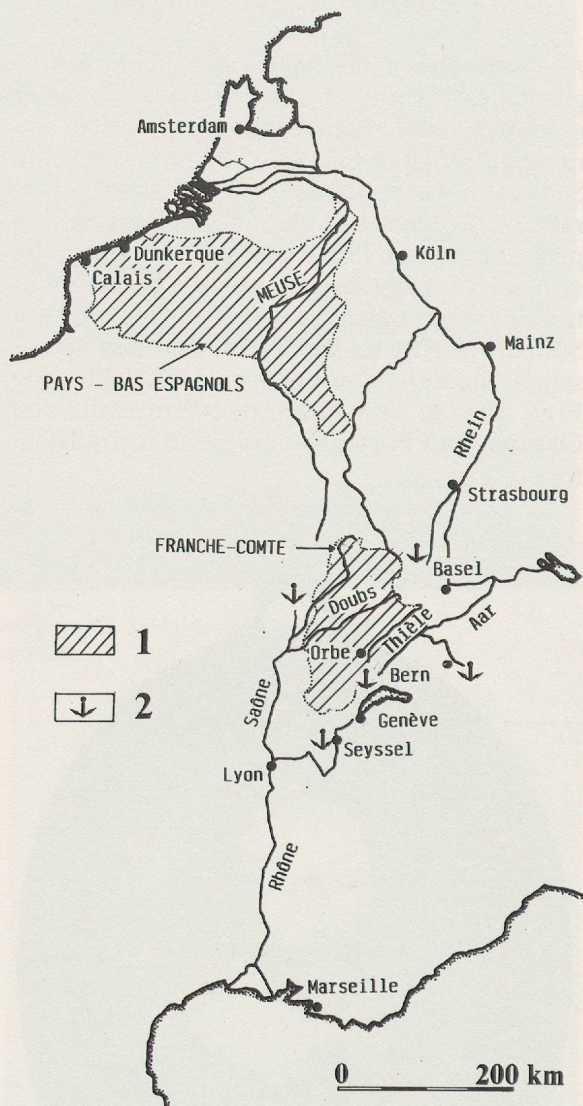 Amsterdam
Dunkerque
Calais
Köln
MEUSE
Mainz
PAYS - BAS ESPAGNOLS
Rhein
Strasbourg
FRANCHE-COMTE
Basel
Doubs
Thièle
Aar
Orbe
1
Bern
2
Saône
Genève
Seyssel
Lyon
Rhône
Marseille
0 200 km